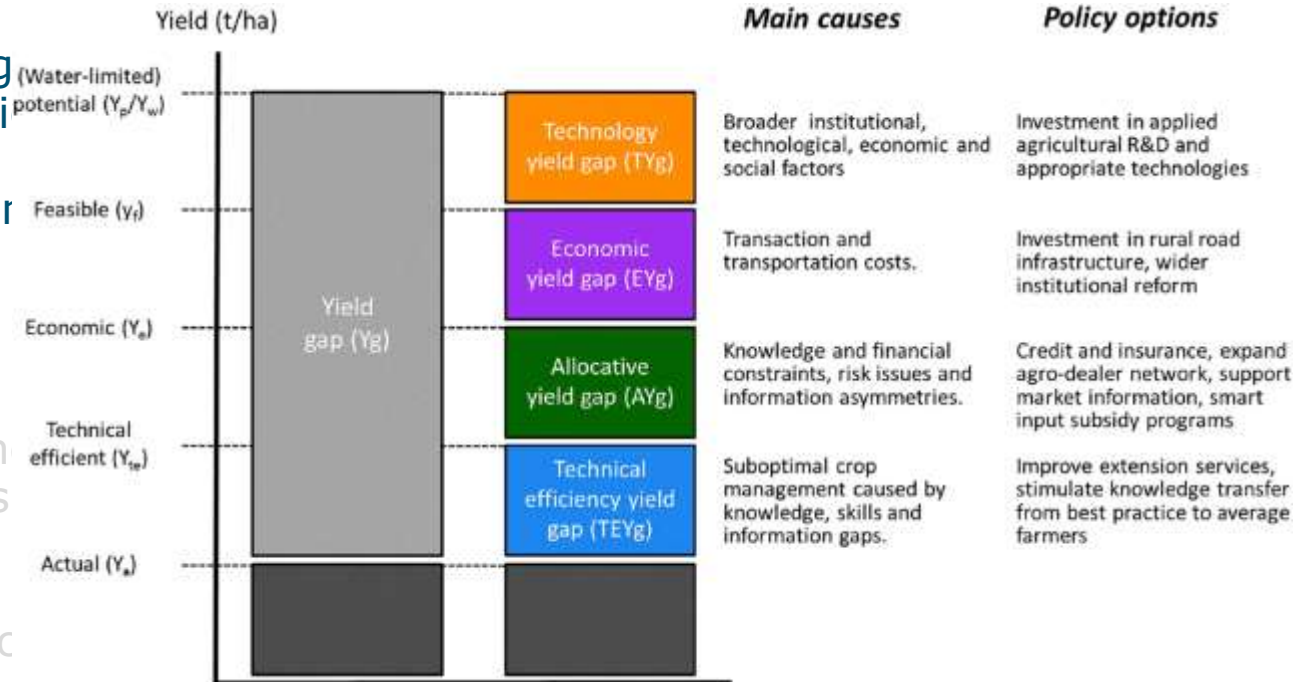 Yield (t/ha)
Main causes
Policy options
(Water-limited)
potential (Yp/Yw)
Feasible (yf)
Economic (Ye)
Technical
efficient (Yte)
Actual (Ya)
Yield
gap (Yg)
Technology
yield gap (TYg)
Broader institutional,
technological, economic and
social factors
Investment in applied
agricultural R&D and
appropriate technologies
Economic
yield gap (EYg)
Transaction and
transportation costs.
Investment in rural road
infrastructure, wider
institutional reform
Allocative
yield gap (AYg)
Knowledge and financial
constraints, risk issues and
information asymmetries.
Credit and insurance, expand
agro-dealer network, support
market information, smart
input subsidy programs
Technical
efficiency yield
gap (TEYg)
Suboptimal crop
management caused by
knowledge, skills and
information gaps.
Improve extension services,
stimulate knowledge transfer
from best practice to average
farmers